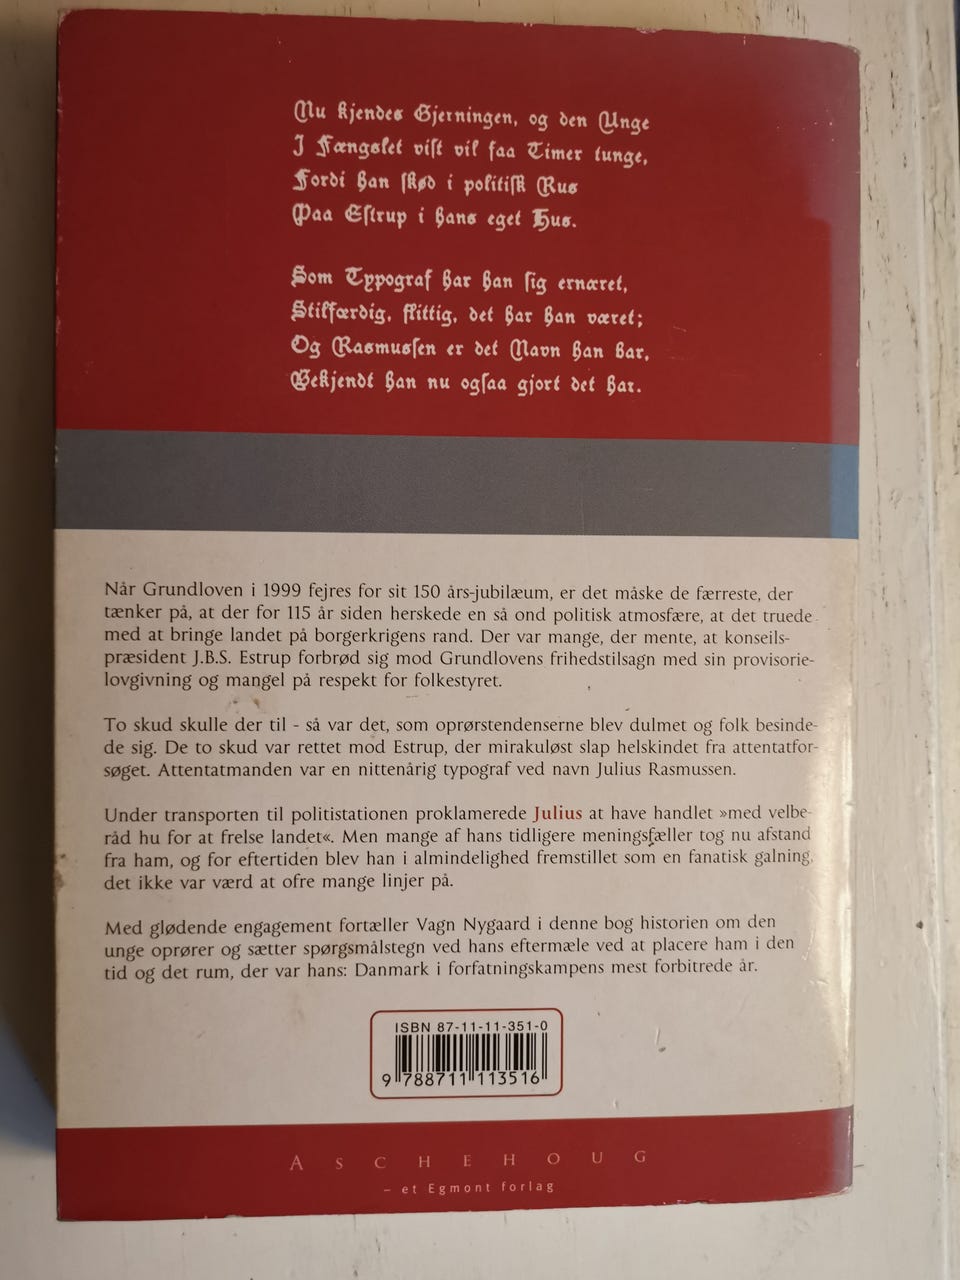 Nu kjendes Gjerningen, og den Unge
I Fængslet vist vil faa Timer tunge,
Fordi han skød i politisk Rus
Paa Estrup i hans eget Hus.
Som Typograf har han sig ernæret,
Stilfærdig, flittig, det har han været;
Og Rasmussen er det Navn han bar,
Bekjendt han nu ogsaa gjort det har.
Når Grundloven i 1999 fejres for sit 150 års-jubilæum, er det måske de færreste, der
tænker på, at der for 115 år siden herskede en så ond politisk atmosfære, at det truede
med at bringe landet på borgerkrigens rand. Der var mange, der mente, at konseils-
præsident J.B.S. Estrup forbrød sig mod Grundlovens frihedstilsagn med sin provisorie-
lovgivning og mangel på respekt for folkestyret.
To skud skulle der til - så var det, som oprørstendenserne blev dulmet og folk besinde-
de sig. De to skud var rettet mod Estrup, der mirakuløst slap helskindet fra attentatfor-
søget. Attentatmanden var en nittenårig typograf ved navn Julius Rasmussen.
Under transporten til politistationen proklamerede Julius at have handlet »med velbe-
råd hu for at frelse landet«. Men mange af hans tidligere meningsfæller tog nu afstand
fra ham, og for eftertiden blev han i almindelighed fremstillet som en fanatisk galning,
det ikke var værd at ofre mange linjer på.
Med glødende engagement fortæller Vagn Nygaard i denne bog historien om den
unge oprører og sætter spørgsmålstegn ved hans eftermæle ved at placere ham i den
tid og det rum, der var hans: Danmark i forfatningskampens mest forbitrede år.
ISBN 87-11-11-351-0
9 788711 113516
ASCHEHOUG
– et Egmont forlag